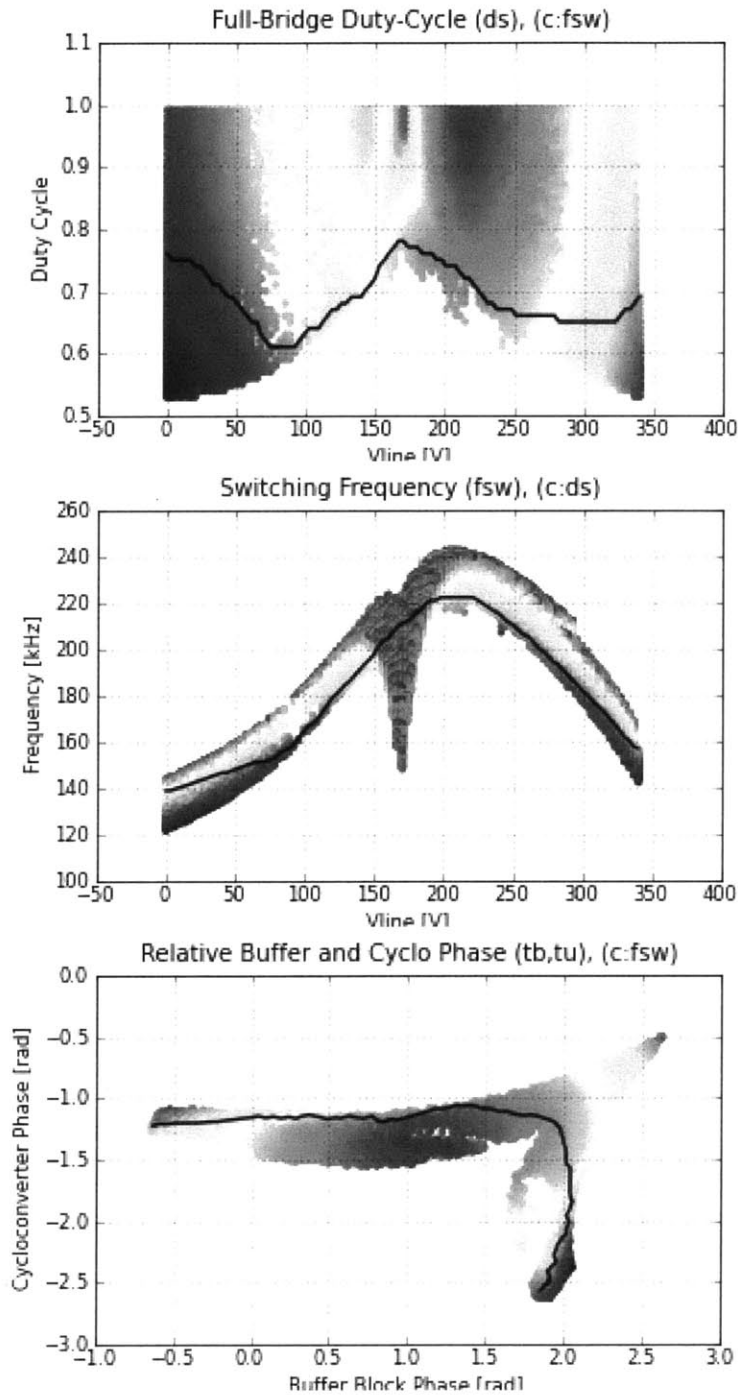 Full-Bridge Duty-Cycle (ds), (c:fsw)
1.1
1.0
0.9
0.8
0.7
0.6
0.5
Duty Cycle
−50 0 50 100 150 200 250 300 350 400
Vline [V]
Switching Frequency (fsw), (c:ds)
260
240
220
200
180
160
140
120
100
Frequency [kHz]
−50 0 50 100 150 200 250 300 350 400
Vline [V]
Relative Buffer and Cyclo Phase (tb,tu), (c:fsw)
0.0
−0.5
−1.0
−1.5
−2.0
−2.5
−3.0
Cycloconverter Phase [rad]
−1.0 −0.5 0.0 0.5 1.0 1.5 2.0 2.5 3.0
Buffer Block Phase [rad]